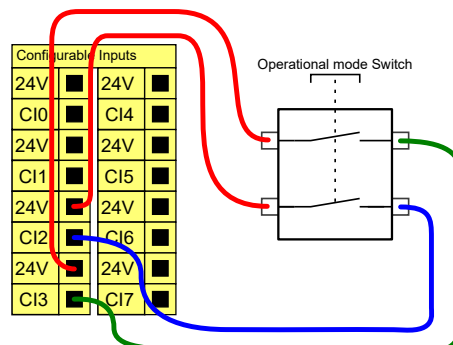 Configurable Inputs
Operational mode Switch
24V 24V
CI0 CI4
24V 24V
CI1 CI5
24V 24V
CI2 CI6
24V 24V
CI3 CI7